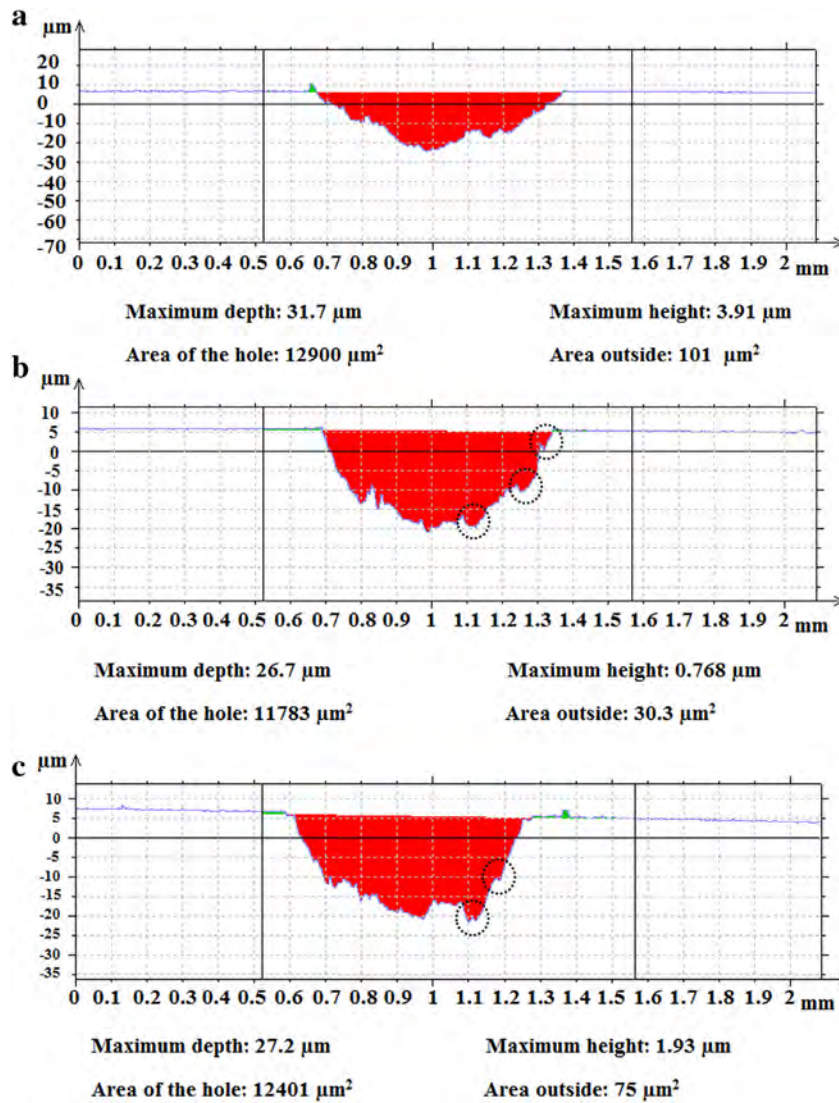 a
µm
20
10
0
-10
-20
-30
-40
-50
-60
-70
0 0.1 0.2 0.3 0.4 0.5 0.6 0.7 0.8 0.9 1 1.1 1.2 1.3 1.4 1.5 1.6 1.7 1.8 1.9 2 mm
Maximum depth: 31.7 µm Maximum height: 3.91 µm
Area of the hole: 12900 µm² Area outside: 101 µm²
b
µm
10
5
0
-5
-10
-15
-20
-25
-30
-35
0 0.1 0.2 0.3 0.4 0.5 0.6 0.7 0.8 0.9 1 1.1 1.2 1.3 1.4 1.5 1.6 1.7 1.8 1.9 2 mm
Maximum depth: 26.7 µm Maximum height: 0.768 µm
Area of the hole: 11783 µm² Area outside: 30.3 µm²
c
µm
10
5
0
-5
-10
-15
-20
-25
-30
-35
0 0.1 0.2 0.3 0.4 0.5 0.6 0.7 0.8 0.9 1 1.1 1.2 1.3 1.4 1.5 1.6 1.7 1.8 1.9 2 mm
Maximum depth: 27.2 µm Maximum height: 1.93 µm
Area of the hole: 12401 µm² Area outside: 75 µm²